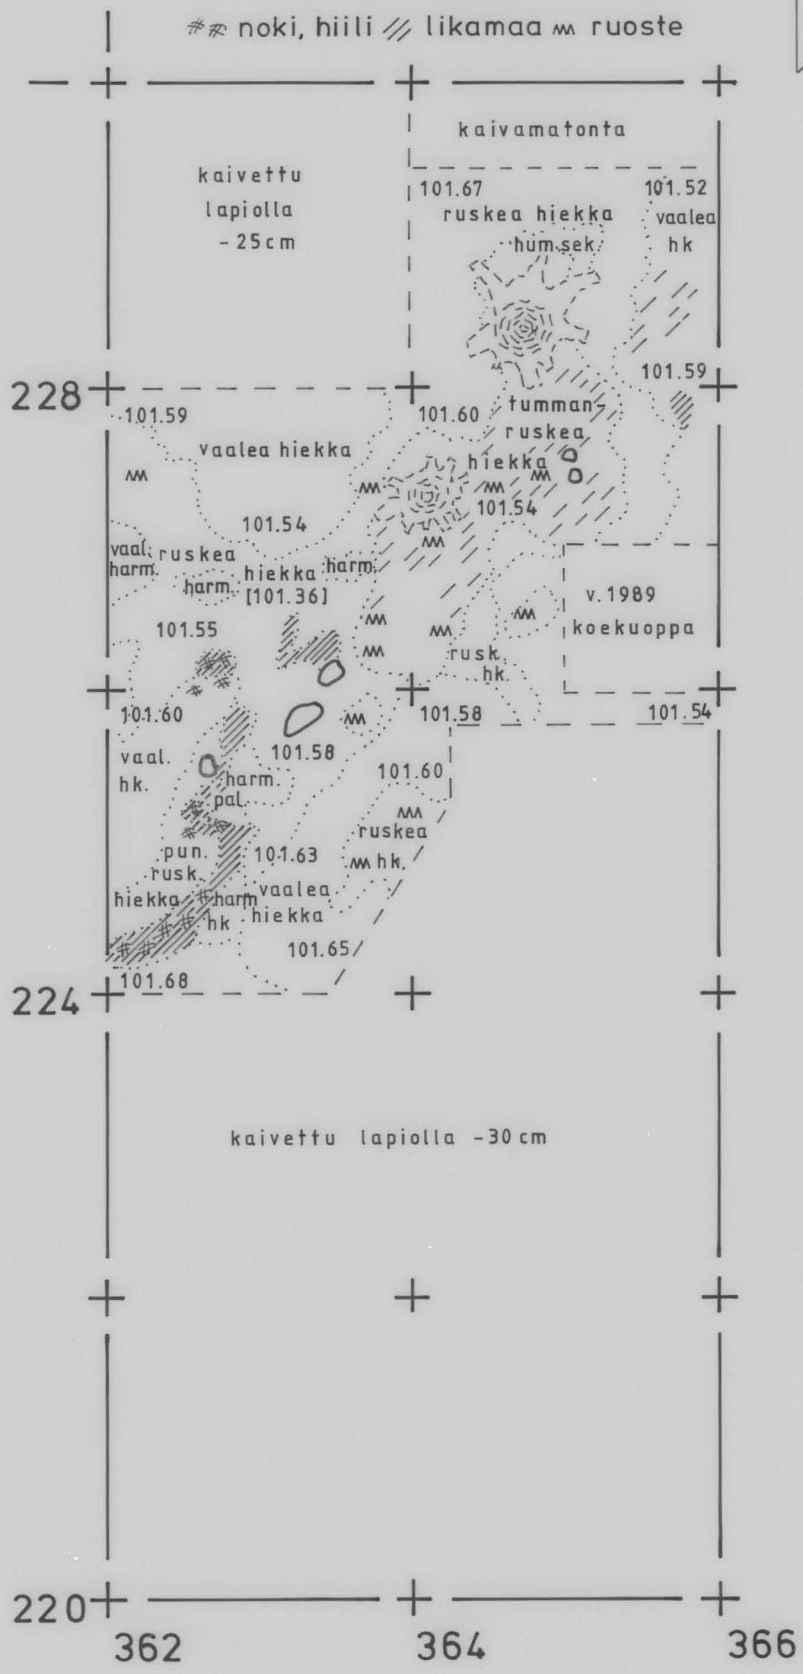 noki, hiili likamaa ruoste
kaivamatonta
kaivettu
lapiolla
-25cm
101.67
101.52
ruskea hiekka
hum.sek.
vaalea
hk
228
101.59
101.59
101.60
tumman-
ruskea
hiekka
vaalea hiekka
101.54
101.54
vaal.
harm.
ruskea
hiekka
harm.
harm.
[101.36]
v.1989
koekuoppa
101.55
rusk.
hk.
101.60
101.58
101.54
101.58
vaal.
hk.
harm.
pal.
101.60
ruskea
hk.
pun.
rusk.
hiekka
101.63
harm
hk
vaalea
hiekka
101.65
101.68
224
kaivettu lapiolla -30cm
220
362
364
366